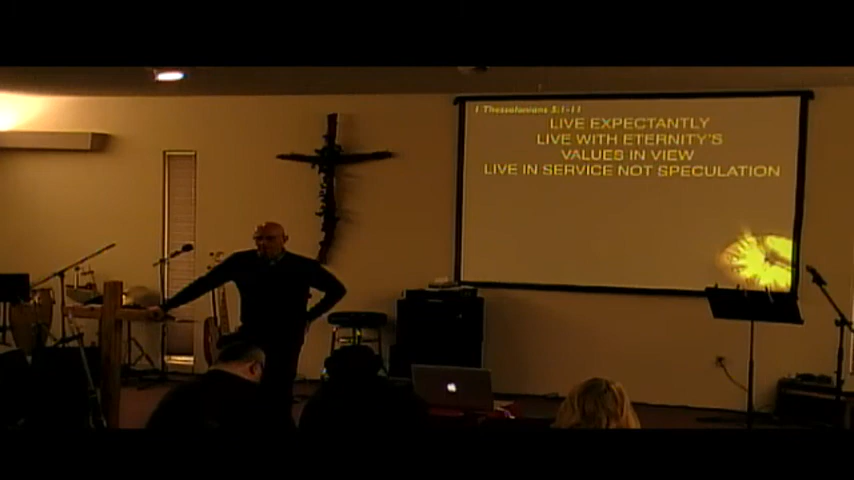 1 Thessalonians 5:1-11
LIVE EXPECTANTLY
LIVE WITH ETERNITY'S
VALUES IN VIEW
LIVE IN SERVICE NOT SPECULATION